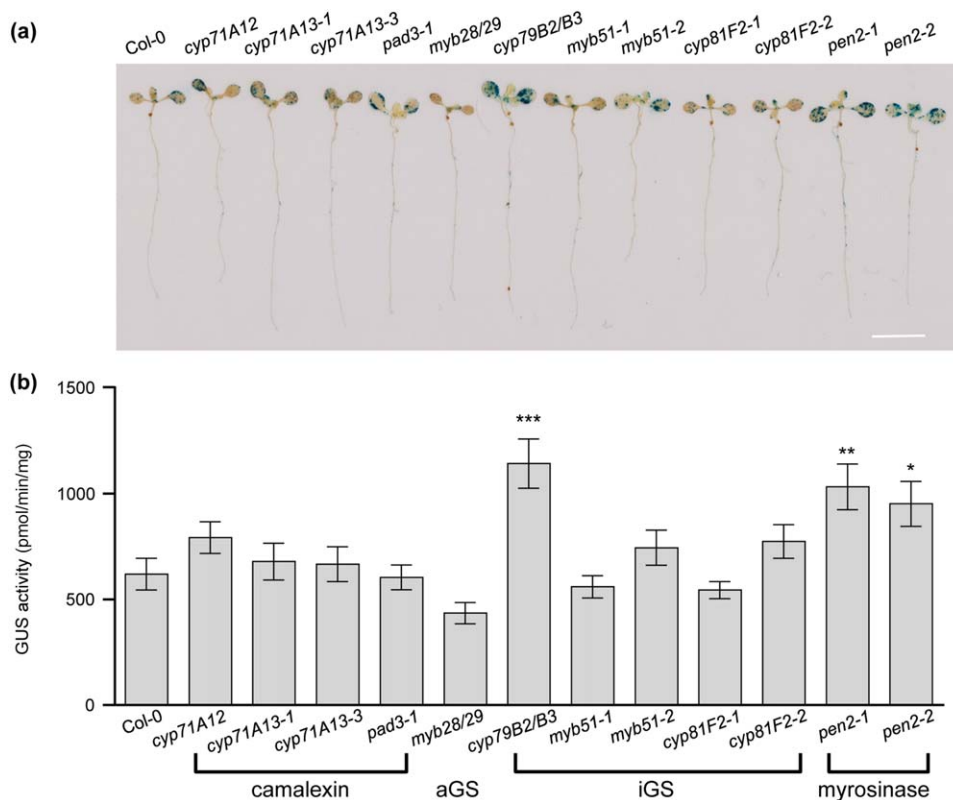 (a)
Col-0 cyp71A12 cyp71A13-1 cyp71A13-3 pad3-1 myb28/29 cyp79B2/B3 myb51-1 myb51-2 cyp81F2-1 cyp81F2-2 pen2-1 pen2-2
(b)
GUS activity (pmol/min/mg)
1500
1000
500
0
***
**
*
Col-0 cyp71A12 cyp71A13-1 cyp71A13-3 pad3-1 myb28/29 cyp79B2/B3 myb51-1 myb51-2 cyp81F2-1 cyp81F2-2 pen2-1 pen2-2
camalexin aGS iGS myrosinase